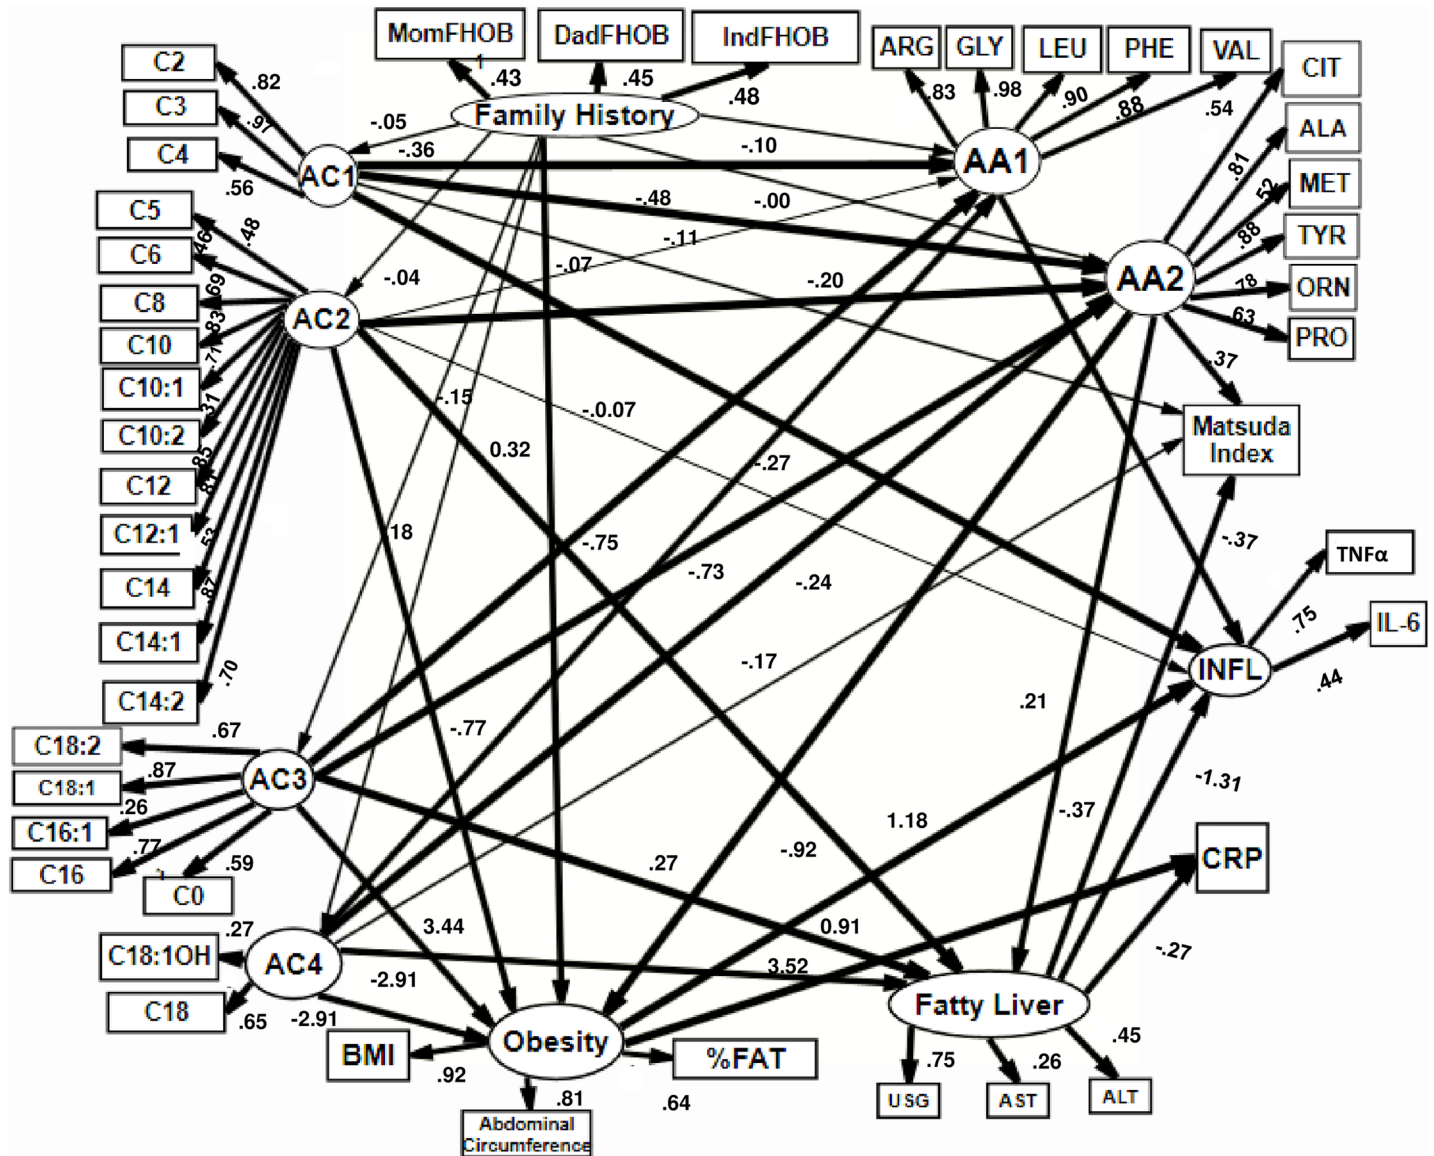 MomFHOB
DadFHOB
IndFHOB
ARG
GLY
LEU
PHE
VAL
CIT
C2
C3
C4
C5
C6
C8
C10
C10:1
C10:2
C12
C12:1
C14
C14:1
C14:2
C18:2
C18:1
C16:1
C16
C0
C18:1OH
C18
.82
.97
.56
.48
.46
.69
.83
.71
.31
.85
.81
.53
.87
.70
.67
.87
.26
.77
.59
.27
.65
1
.43
.45
.48
Family History
-.05
-.36
-.10
AC1
AA1
.83
.98
.90
.88
.54
ALA
MET
TYR
ORN
PRO
.81
.52
.88
.78
.63
-.48
-.00
-.11
-.07
-.04
-.20
AC2
AA2
.37
Matsuda
Index
-.15
-.0.07
0.32
-.27
18
-.75
-.73
-.24
-.37
TNFα
IL-6
.75
.44
INFL
-.17
.21
-.77
AC3
-1.31
-.37
1.18
-.92
.27
CRP
3.44
0.91
-.27
AC4
3.52
-2.91
-2.91
Obesity
Fatty Liver
BMI
%FAT
.92
.81
.64
Abdominal
Circumference
.75
.26
.45
USG
AST
ALT